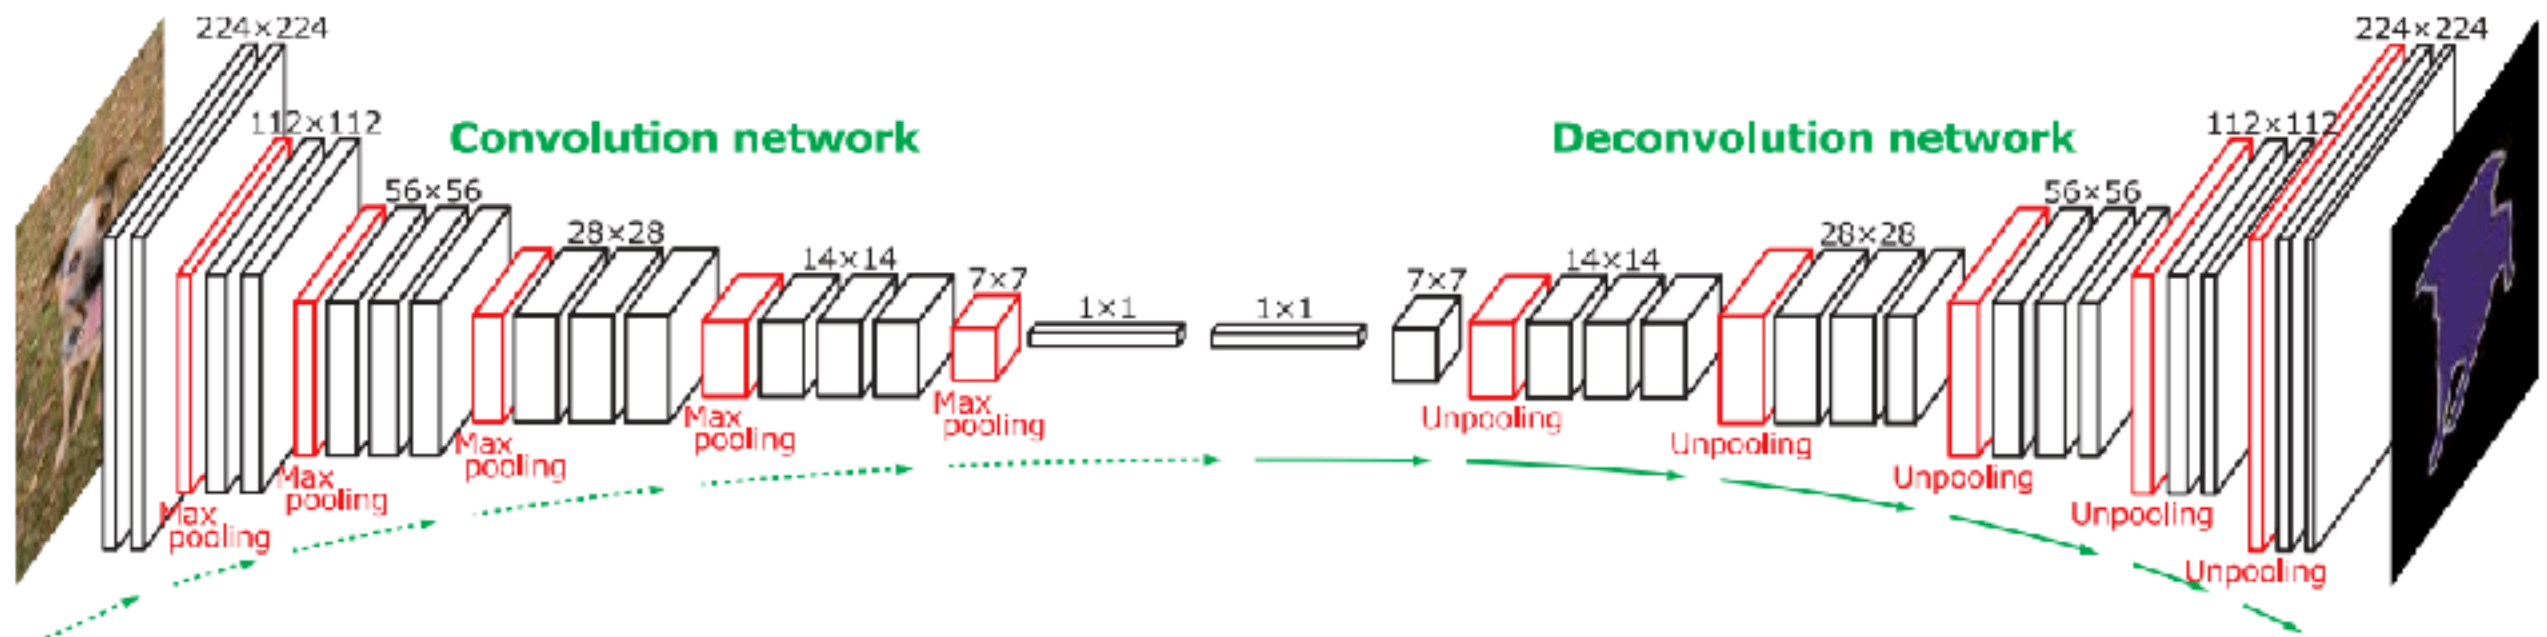 224×224
112×112
56×56
28×28
14×14
7×7
1×1
1×1
7×7
14×14
28×28
56×56
112×112
224×224
Convolution network
Deconvolution network
Max
pooling
Max
pooling
Max
pooling
Max
pooling
Max
pooling
Unpooling
Unpooling
Unpooling
Unpooling
Unpooling